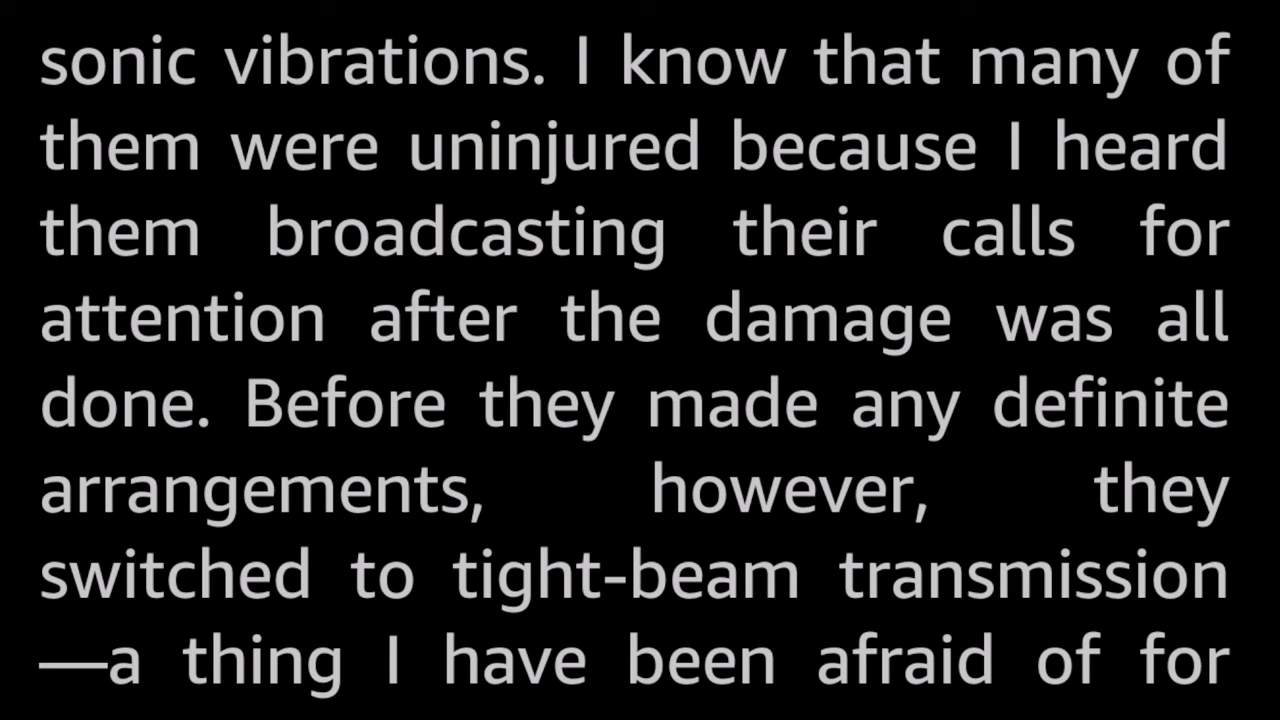 sonic vibrations. I know that many of
them were uninjured because I heard
them broadcasting their calls for
attention after the damage was all
done. Before they made any definite
arrangements, however, they
switched to tight-beam transmission
—a thing I have been afraid of for